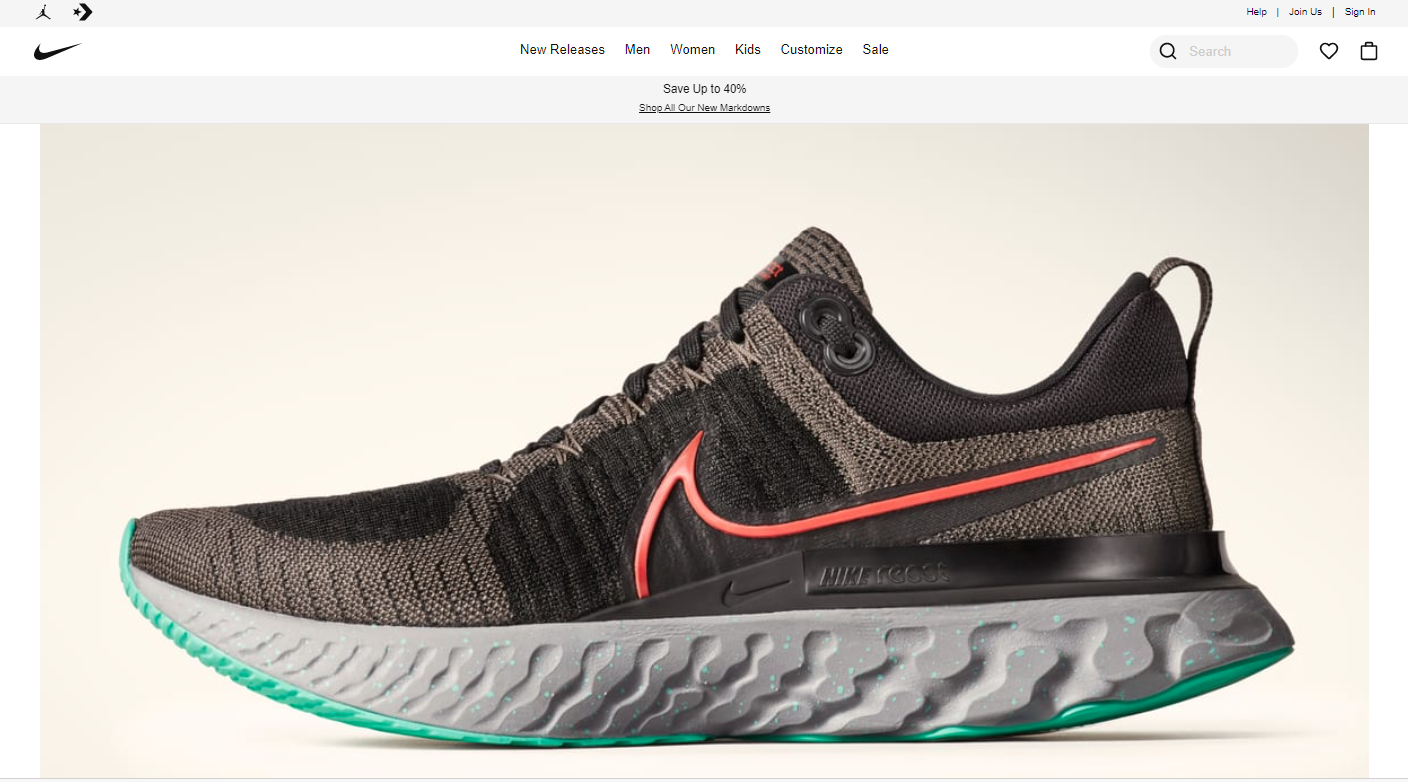 Help | Join Us | Sign In
New Releases Men Women Kids Customize Sale
Search
Save Up to 40%
Shop All Our New Markdowns
NIKE react